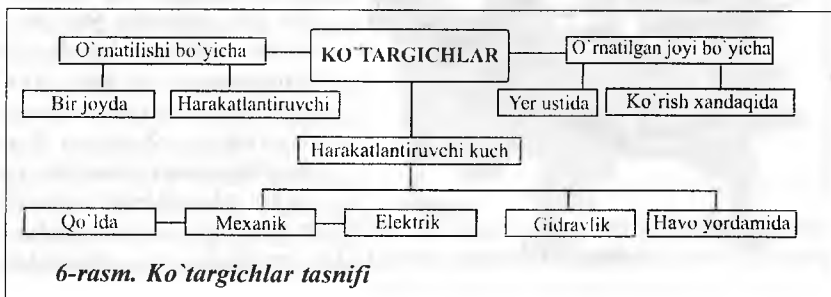 O`rnatilishi bo`yicha
KO`TARGICHLAR
O`rnatilgan joyi bo`yicha
Bir joyda
Harakatlantiruvchi
Yer ustida
Ko`rish xandaqida
Harakatlantiruvchi kuch
Qo`lda
Mexanik
Elektrik
Gidravlik
Havo yordamida
6-rasm. Ko`targichlar tasnifi